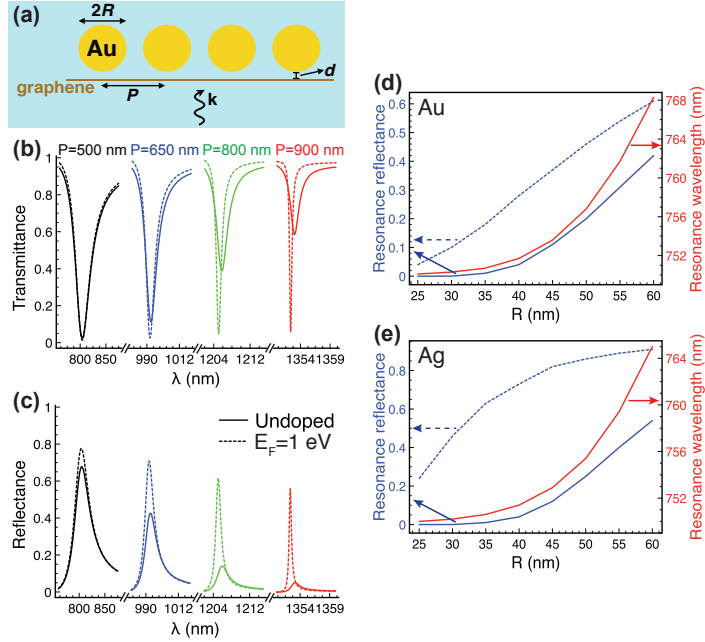 (a)
2R
Au
d
graphene
P
k
(b)
P=500 nm P=650 nm P=800 nm P=900 nm
Transmittance
1
0.8
0.6
0.4
0.2
0
800 850 990 1012 1204 1212 1354 1359
λ (nm)
(c)
Undoped
E_F=1 eV
Reflectance
1
0.8
0.6
0.4
0.2
0
800 850 990 1012 1204 1212 1354 1359
λ (nm)
(d)
Au
Resonance reflectance
0.6
0.5
0.4
0.3
0.2
0.1
0
25 30 35 40 45 50 55 60
R (nm)
768
764
760
756
750
Resonance wavelength (nm)
(e)
Ag
Resonance reflectance
0.8
0.6
0.4
0.2
0
25 30 35 40 45 50 55 60
R (nm)
764
760
756
750
Resonance wavelength (nm)